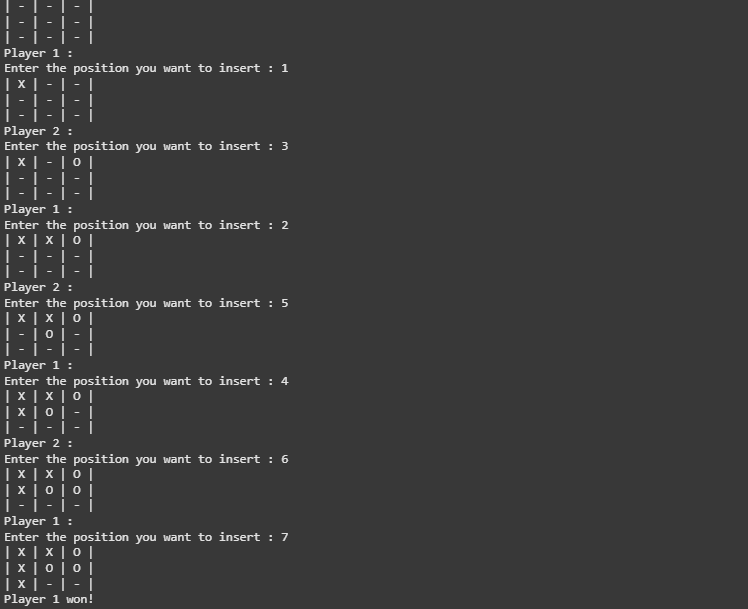 | - | - | - |
| - | - | - |
| - | - | - |
Player 1 :
Enter the position you want to insert : 1
| X | - | - |
| - | - | - |
| - | - | - |
Player 2 :
Enter the position you want to insert : 3
| X | - | O |
| - | - | - |
| - | - | - |
Player 1 :
Enter the position you want to insert : 2
| X | X | O |
| - | - | - |
| - | - | - |
Player 2 :
Enter the position you want to insert : 5
| X | X | O |
| - | O | - |
| - | - | - |
Player 1 :
Enter the position you want to insert : 4
| X | X | O |
| X | O | - |
| - | - | - |
Player 2 :
Enter the position you want to insert : 6
| X | X | O |
| X | O | O |
| - | - | - |
Player 1 :
Enter the position you want to insert : 7
| X | X | O |
| X | O | O |
| X | - | - |
Player 1 won!